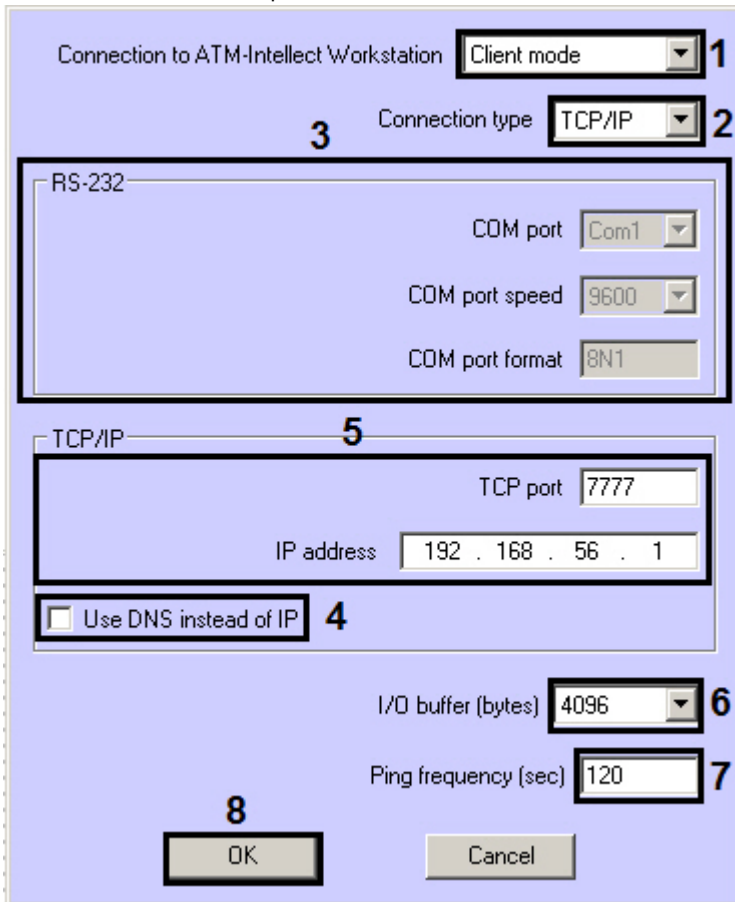 Connection to ATM-Intellect Workstation Client mode 1
Connection type TCP/IP 2
3
RS-232
COM port Com1
COM port speed 9600
COM port format 8N1
5
TCP/IP
TCP port 7777
IP address 192 . 168 . 56 . 1
Use DNS instead of IP 4
I/O buffer (bytes) 4096 6
Ping frequency (sec) 120 7
8
OK Cancel